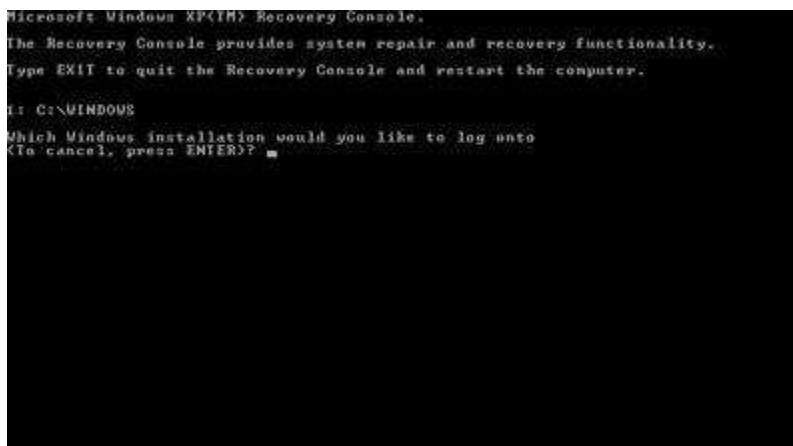 Microsoft Windows XP(TM) Recovery Console.
The Recovery Console provides system repair and recovery functionality.
Type EXIT to quit the Recovery Console and restart the computer.
1: C:\WINDOWS
Which Windows installation would you like to log onto
(To cancel, press ENTER)?